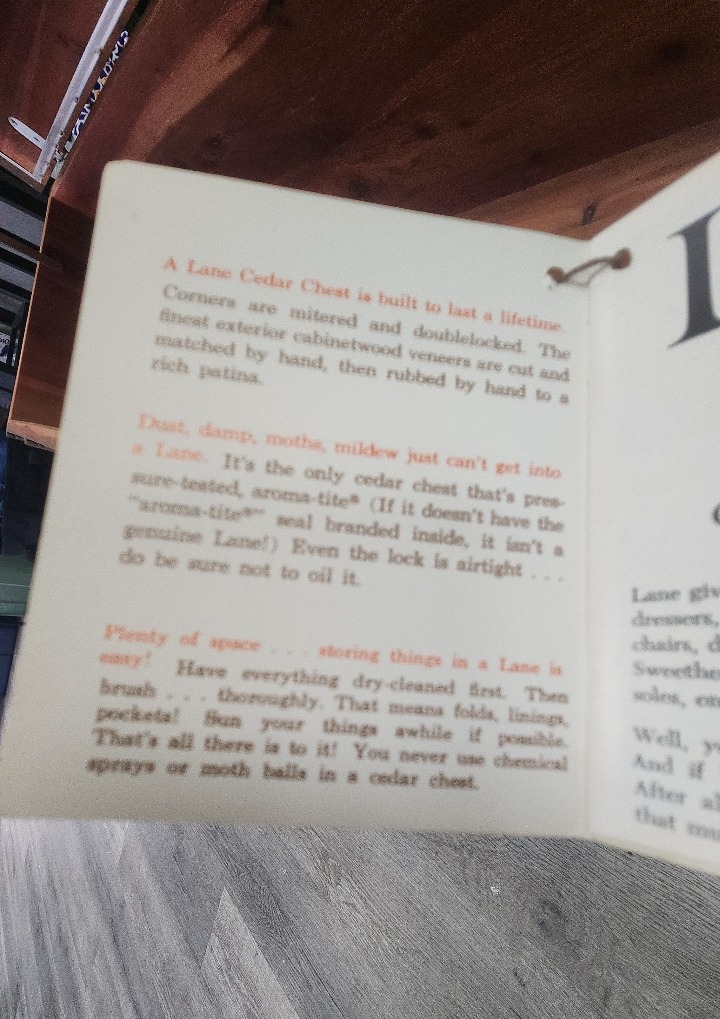 A Lane Cedar Chest is built to last a lifetime.
Corners are mitered and doublelocked. The
finest exterior cabinetwood veneers are cut and
matched by hand, then rubbed by hand to a
rich patina.
Dust, damp, moths, mildew just can't get into
a Lane. It's the only cedar chest that's pres-
sure-tested, aroma-tite* (If it doesn't have the
"aroma-tite*" seal branded inside, it isn't a
genuine Lane!) Even the lock is airtight . . .
do be sure not to oil it.
Plenty of space . . . storing things in a Lane is
easy! Have everything dry-cleaned first. Then
brush . . . thoroughly. That means folds, linings,
pockets! Sun your things awhile if possible.
That's all there is to it! You never use chemical
sprays or moth balls in a cedar chest.
Lane giv
dressers,
chairs, d
Sweethe
soles, en
Well, yo
And if
After al
that mu